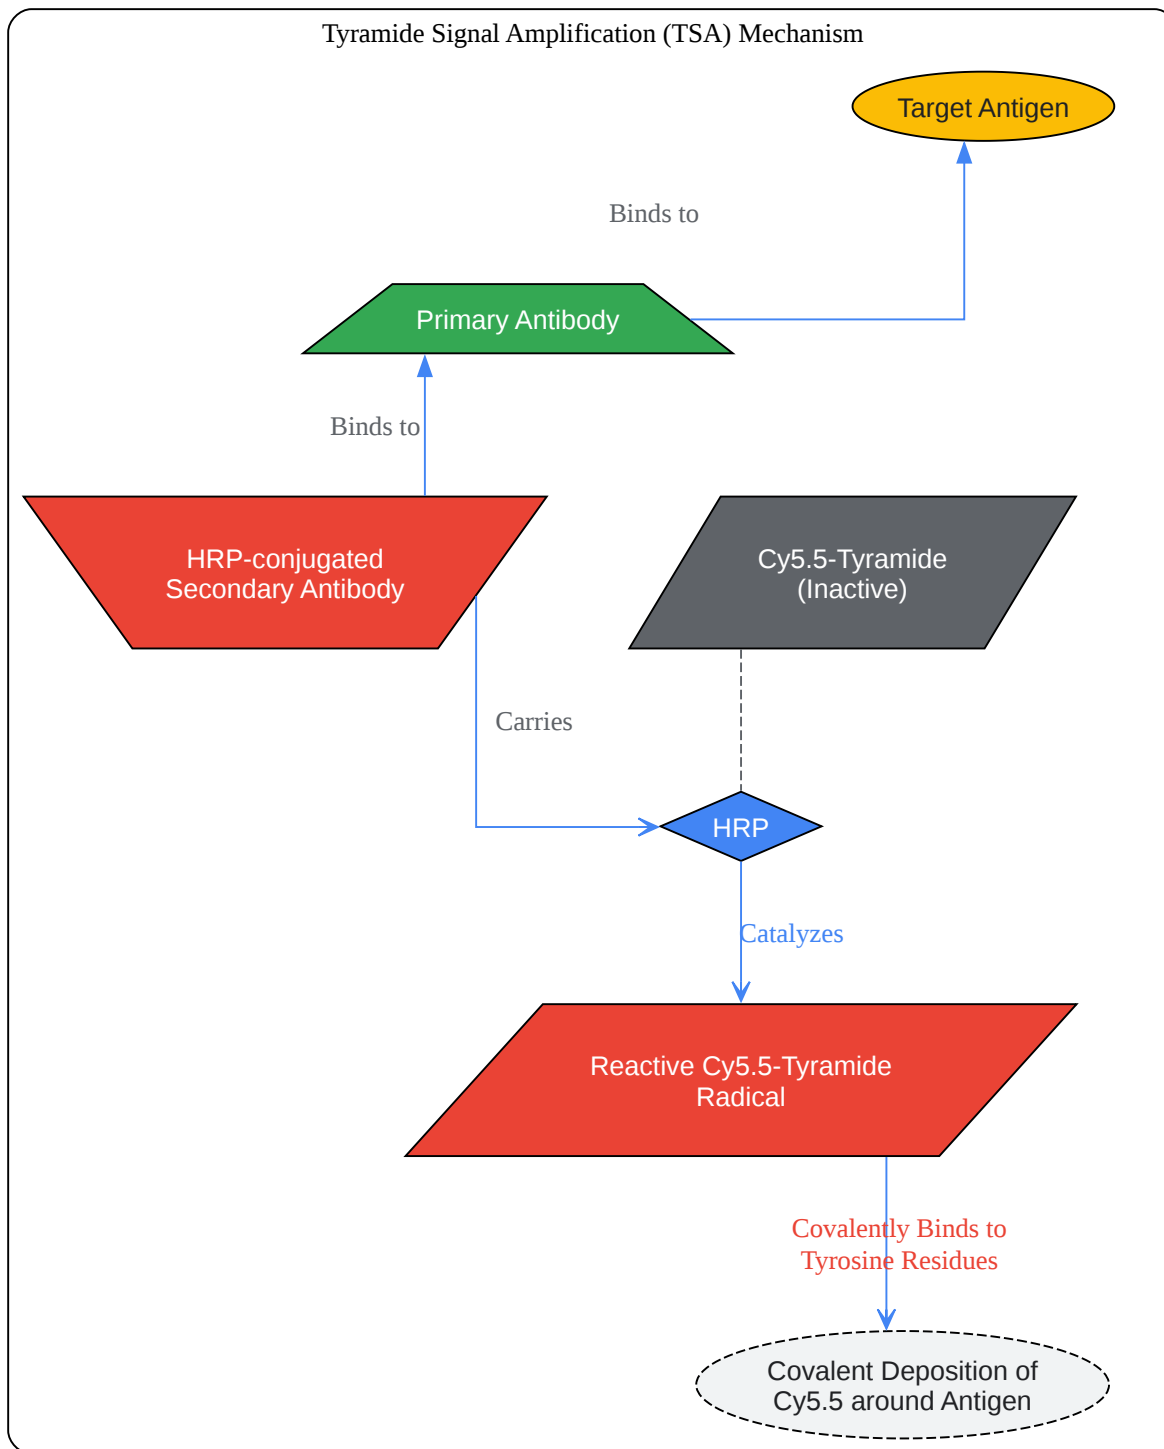 Tyramide Signal Amplification (TSA) Mechanism
Target Antigen
Binds to
Primary Antibody
Binds to
HRP-conjugated
Secondary Antibody
Cy5.5-Tyramide
(Inactive)
Carries
HRP
Catalyzes
Reactive Cy5.5-Tyramide
Radical
Covalently Binds to
Tyrosine Residues
Covalent Deposition of
Cy5.5 around Antigen